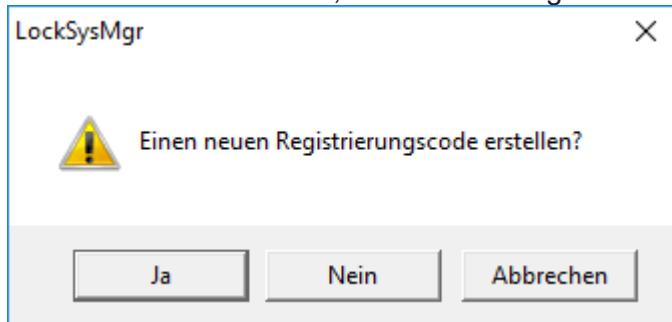 LockSysMgr
Einen neuen Registrierungscode erstellen?
Ja
Nein
Abbrechen